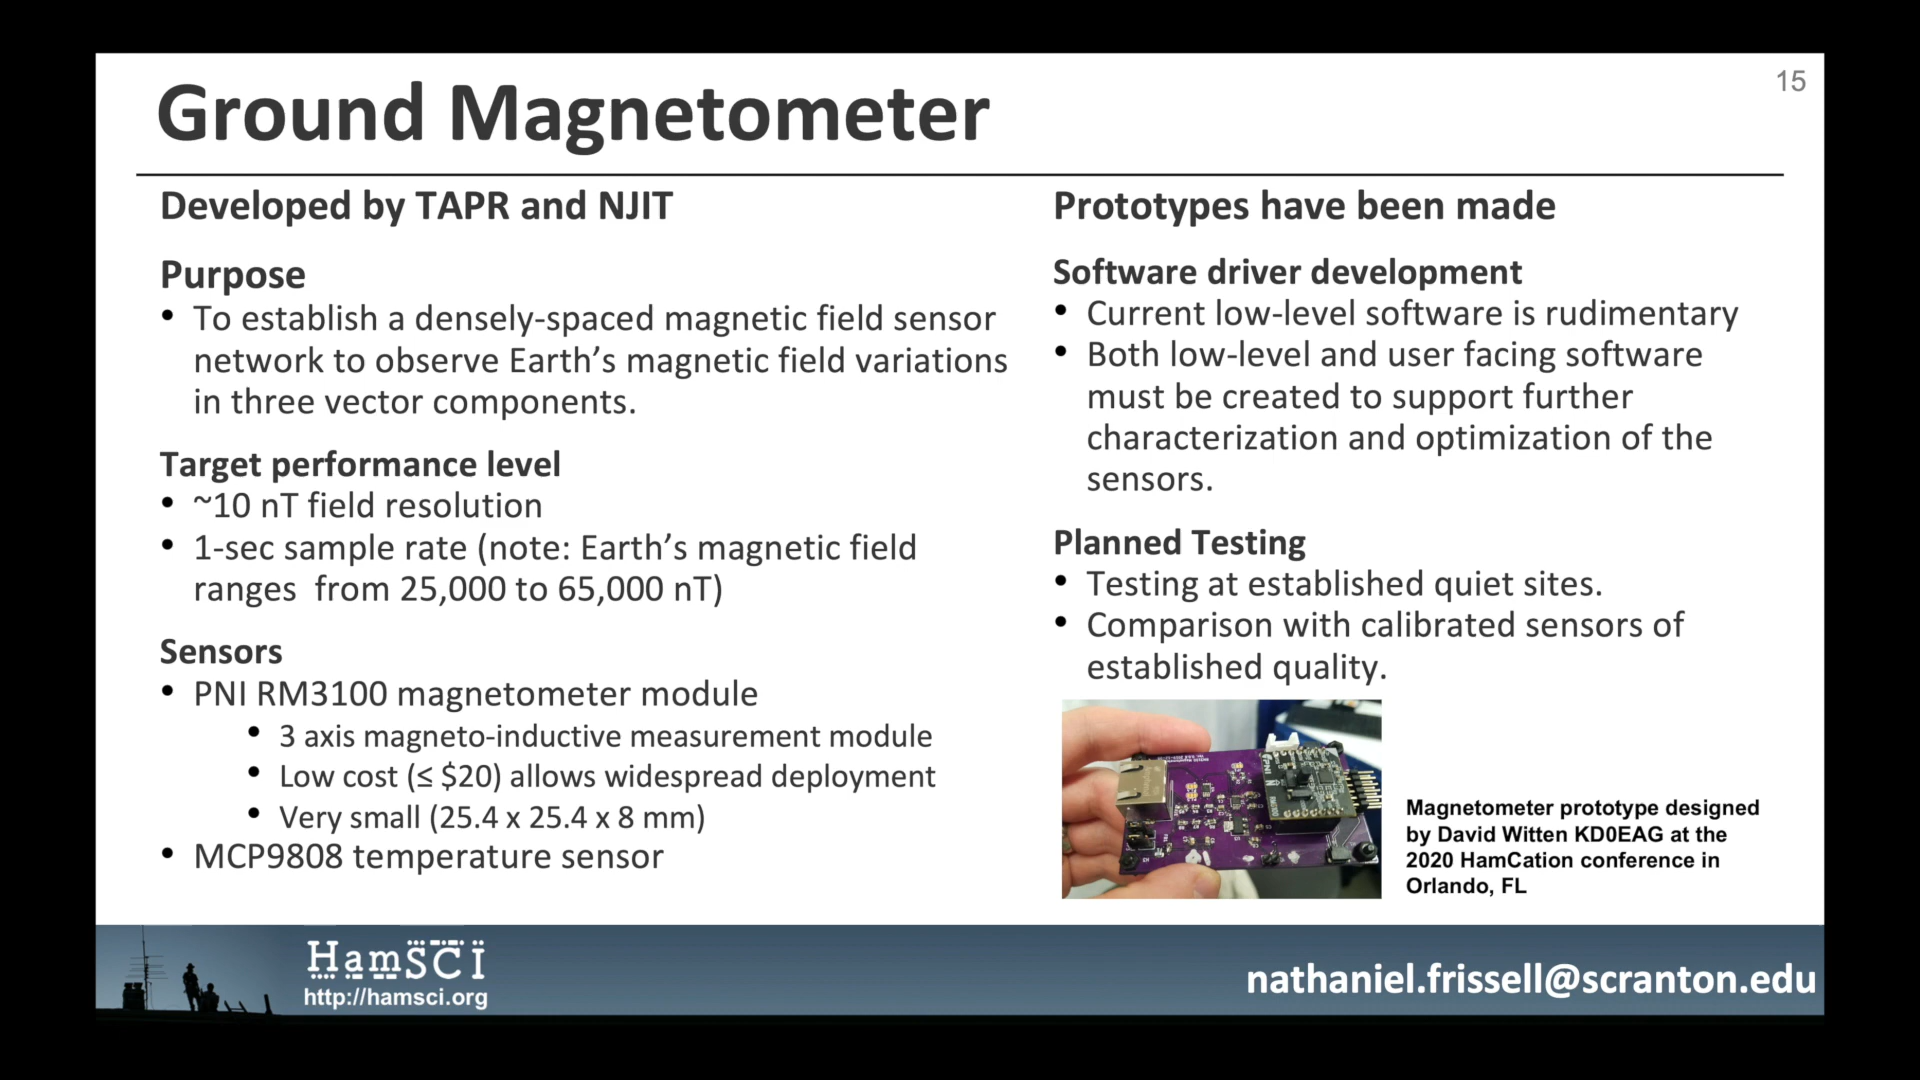 15
Ground Magnetometer
Developed by TAPR and NJIT
Purpose
• To establish a densely-spaced magnetic field sensor
network to observe Earth’s magnetic field variations
in three vector components.
Target performance level
• ~10 nT field resolution
• 1-sec sample rate (note: Earth’s magnetic field
ranges  from 25,000 to 65,000 nT)
Sensors
• PNI RM3100 magnetometer module
• 3 axis magneto-inductive measurement module
• Low cost (≤ $20) allows widespread deployment
• Very small (25.4 x 25.4 x 8 mm)
• MCP9808 temperature sensor
Prototypes have been made
Software driver development
• Current low-level software is rudimentary
• Both low-level and user facing software
must be created to support further
characterization and optimization of the
sensors.
Planned Testing
• Testing at established quiet sites.
• Comparison with calibrated sensors of
established quality.
PNI
Magnetometer prototype designed
by David Witten KD0EAG at the
2020 HamCation conference in
Orlando, FL
HamSCI
http://hamsci.org
nathaniel.frissell@scranton.edu